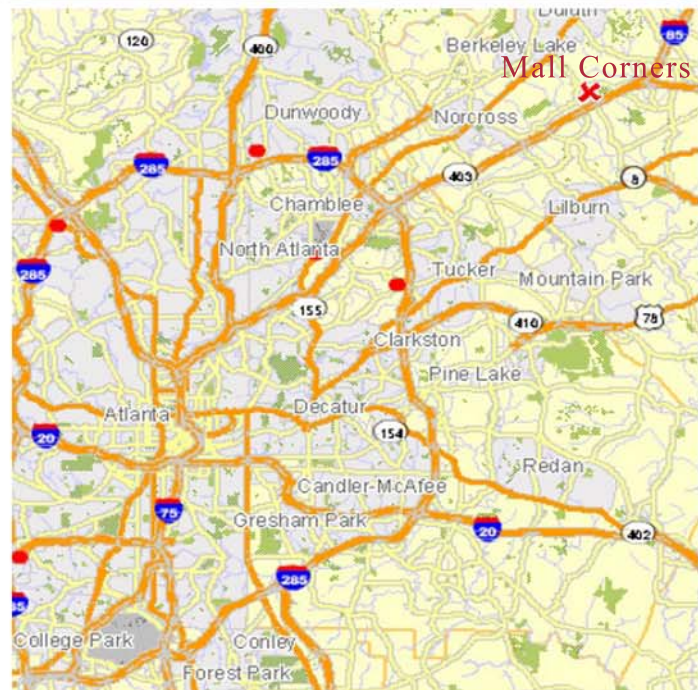 Duluth
120
85
400
Berkeley Lake
Mall Corners
Dunwoody
Norcross
285
285
403
8
Chamblee
Lilburn
North Atlanta
285
Tucker
Mountain Park
155
410
78
Clarkston
Pine Lake
Atlanta
Decatur
20
154
Redan
Candler-McAfee
75
Gresham Park
20
402
285
85
College Park
Conley
Forest Park